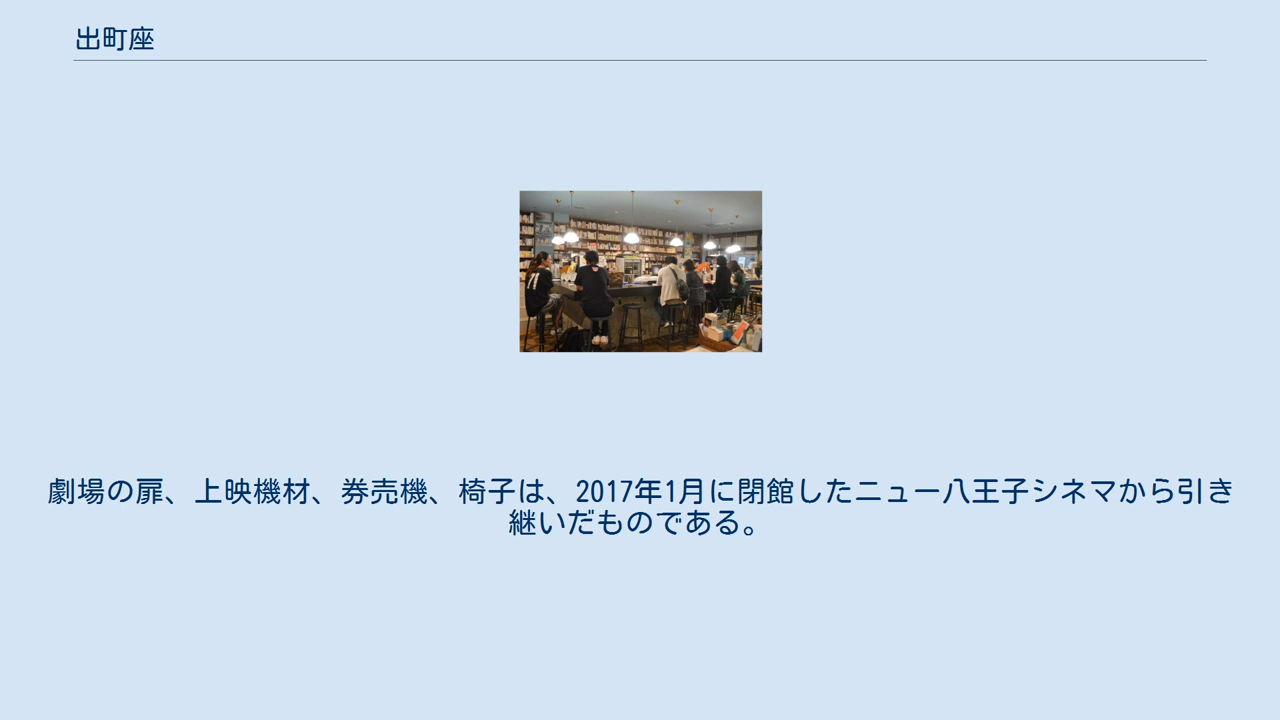 出町座
劇場の扉、上映機材、券売機、椅子は、2017年1月に閉館したニュー八王子シネマから引き
継いだものである。